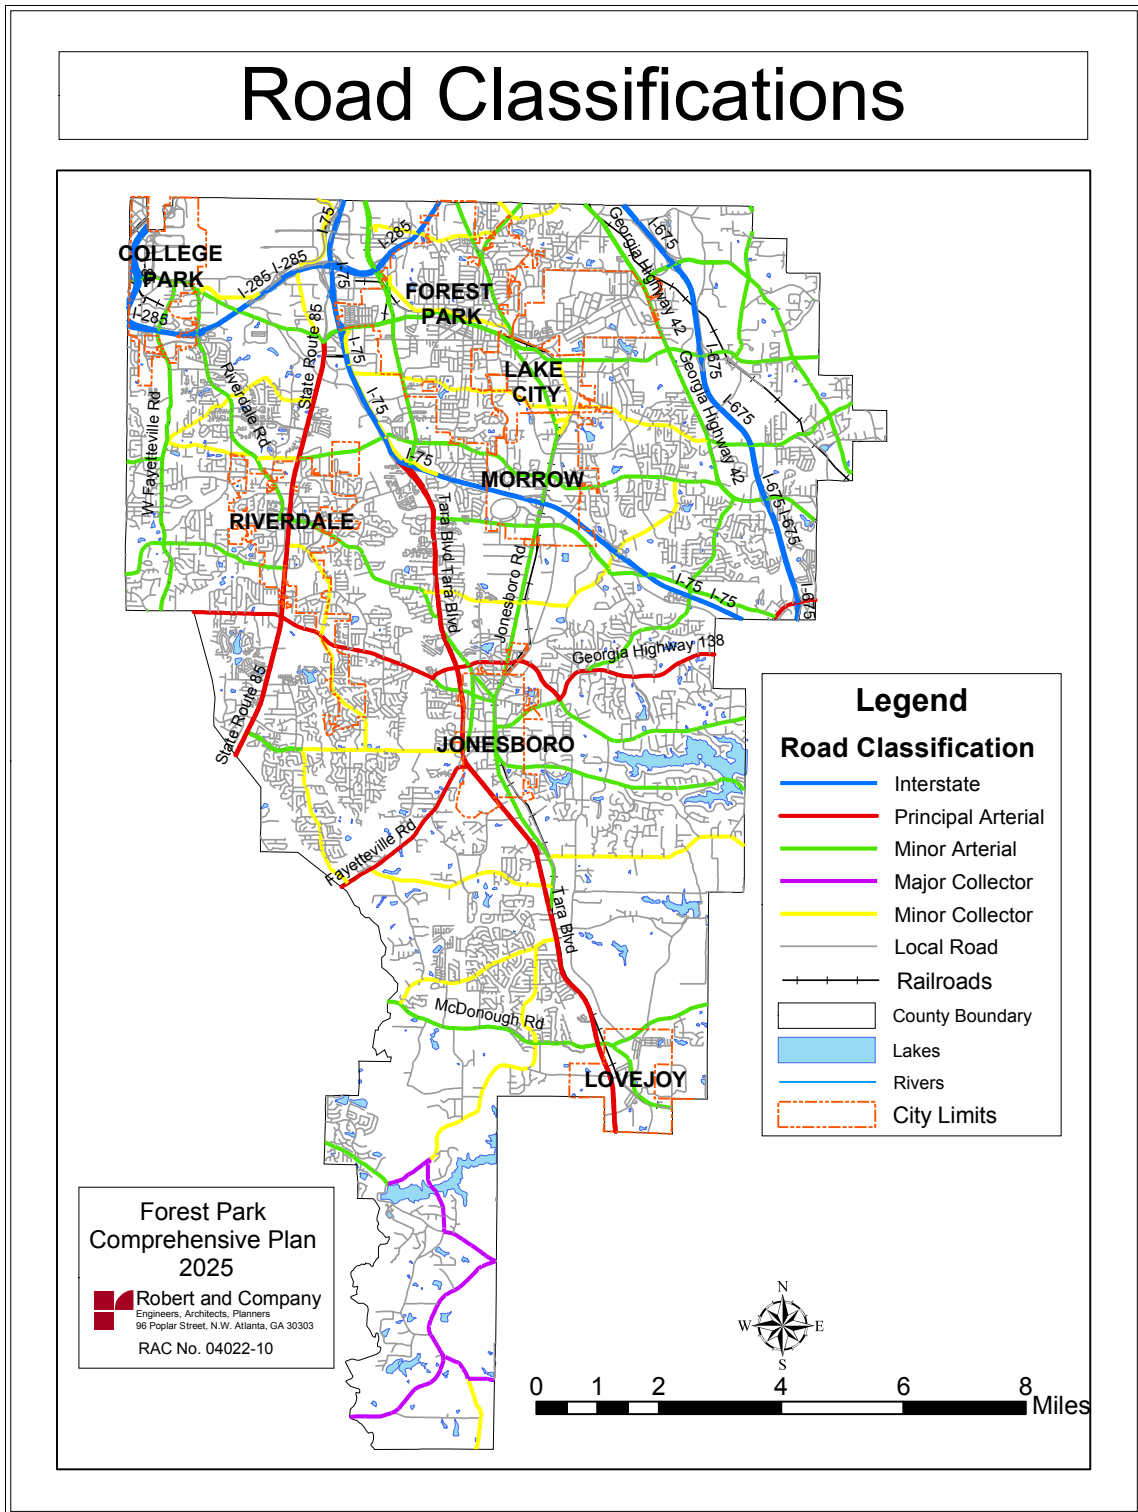 Road Classifications
I-75
I-285
I-675
Georgia Highway 42
COLLEGE
PARK
I-285
I-285
I-75
I-285
FOREST
PARK
State Route 85
I-75
I-675
LAKE
CITY
Georgia Highway 42
Riverdale Rd
W Fayetteville Rd
I-75
I-675
I-75
MORROW
I-675
I-675
RIVERDALE
Tara Blvd
Tara Blvd
Jonesboro Rd
I-75
I-75
I-675
Georgia Highway 138
State Route 85
JONESBORO
Fayetteville Rd
Tara Blvd
McDonough Rd
LOVEJOY
Legend
Road Classification
Interstate
Principal Arterial
Minor Arterial
Major Collector
Minor Collector
Local Road
Railroads
County Boundary
Lakes
Rivers
City Limits
Forest Park
Comprehensive Plan
2025
Robert and Company
Engineers, Architects, Planners
96 Poplar Street, N.W. Atlanta, GA 30303
RAC No. 04022-10
N
W
E
S
0 1 2 4 6 8
Miles